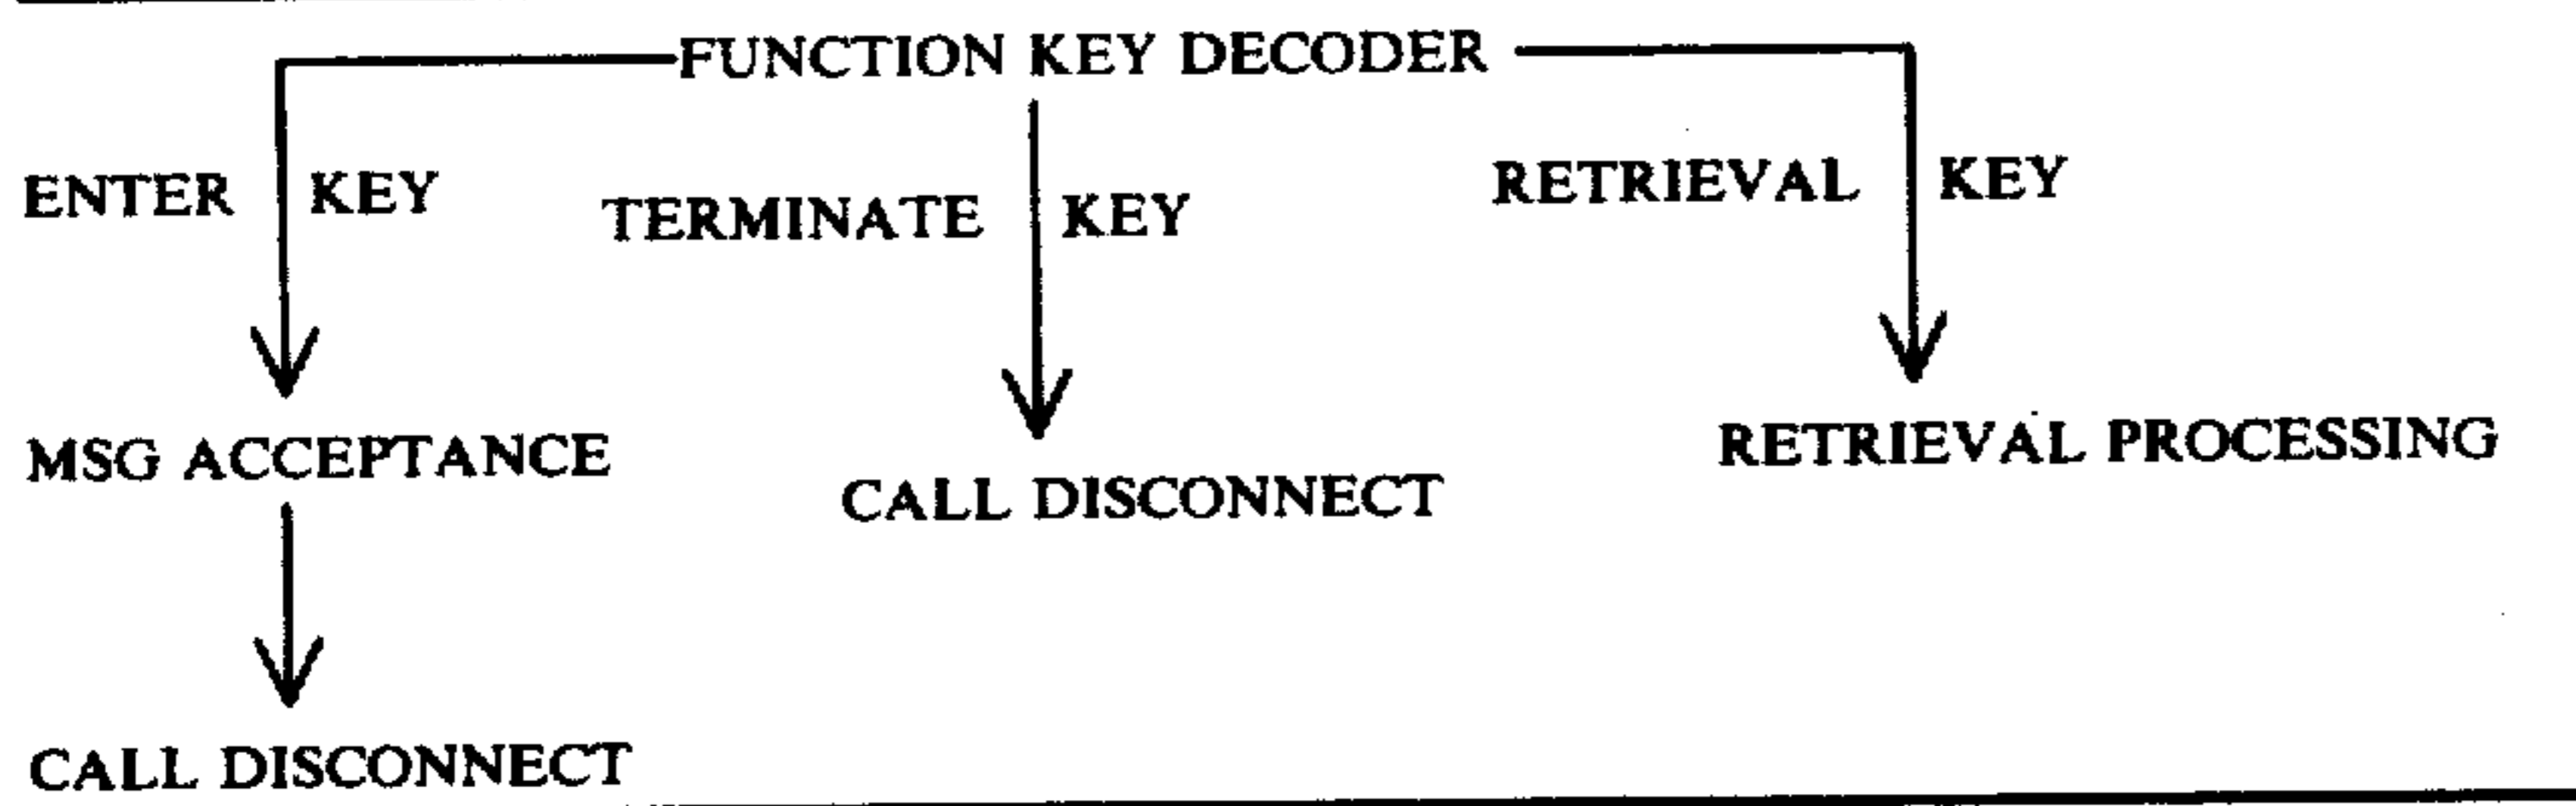 FUNCTION KEY DECODER
ENTER KEY
TERMINATE KEY
RETRIEVAL KEY
MSG ACCEPTANCE
CALL DISCONNECT
RETRIEVAL PROCESSING
CALL DISCONNECT